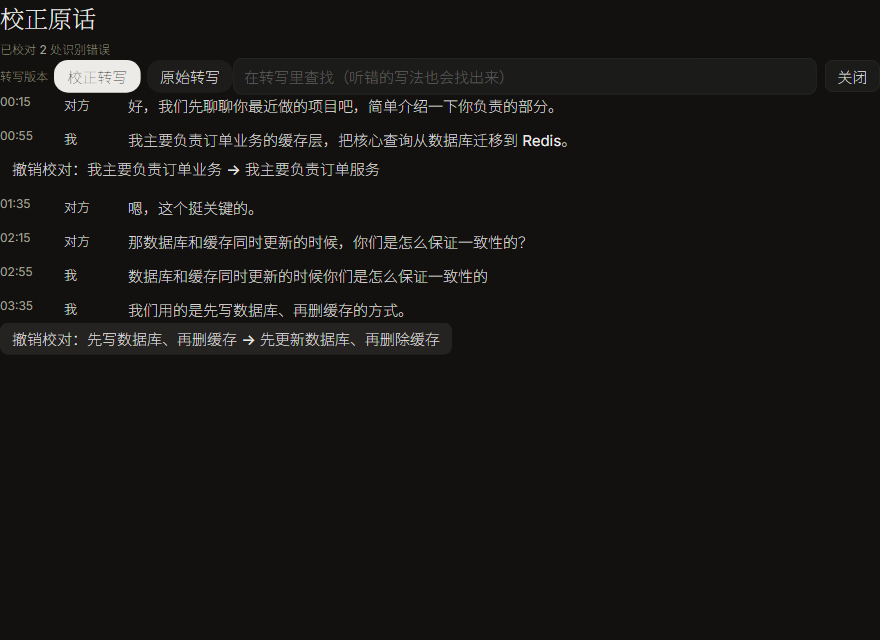 校正原话
已校对 2 处识别错误
转写版本 校正转写 原始转写 在转写里查找（听错的写法也会找出来） 关闭
00:15 对方 好，我们先聊聊你最近做的项目吧，简单介绍一下你负责的部分。
00:55 我 我主要负责订单业务的缓存层，把核心查询从数据库迁移到 Redis。
撤销校对：我主要负责订单业务 → 我主要负责订单服务
01:35 对方 嗯，这个挺关键的。
02:15 对方 那数据库和缓存同时更新的时候，你们是怎么保证一致性的？
02:55 我 数据库和缓存同时更新的时候你们是怎么保证一致性的
03:35 我 我们用的是先写数据库、再删缓存的方式。
撤销校对：先写数据库、再删缓存 → 先更新数据库、再删除缓存